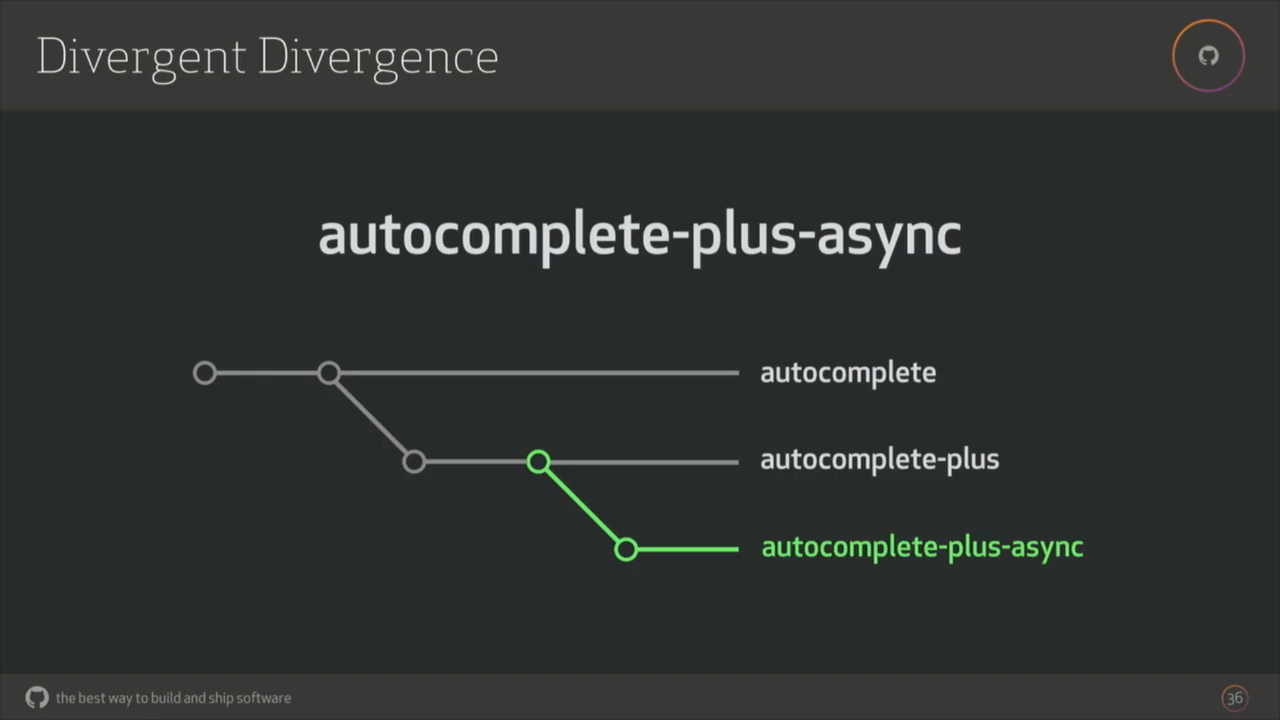 Divergent Divergence
autocomplete-plus-async
autocomplete
autocomplete-plus
autocomplete-plus-async
the best way to build and ship software
36